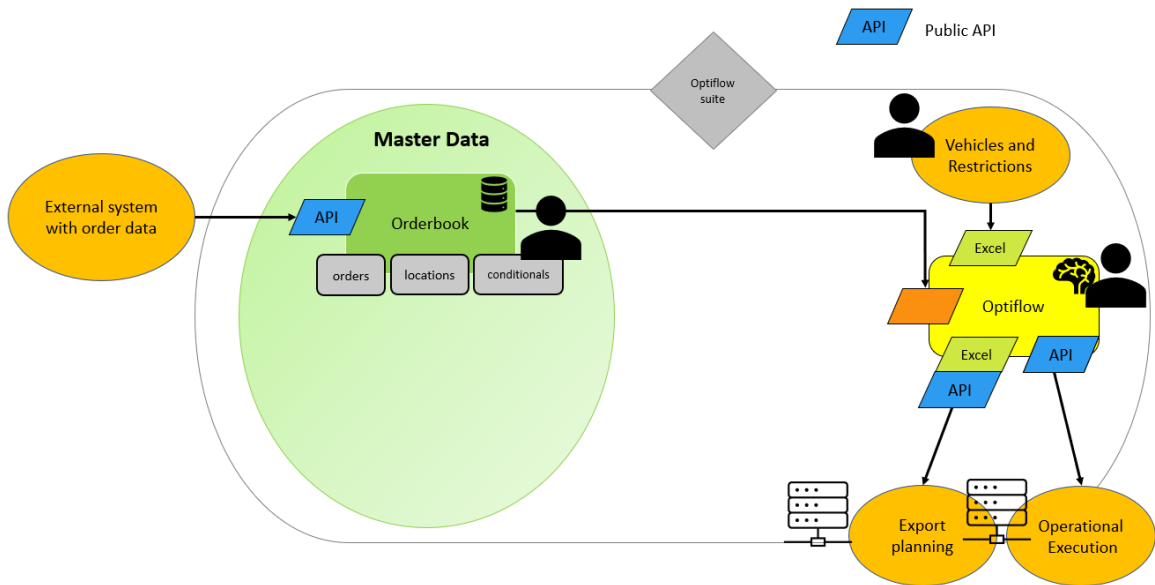 API
Public API
Optiflow
suite
Master Data
Vehicles and
Restrictions
External system
with order data
API
Orderbook
orders
locations
conditionals
Excel
Optiflow
Excel
API
API
Export
planning
Operational
Execution